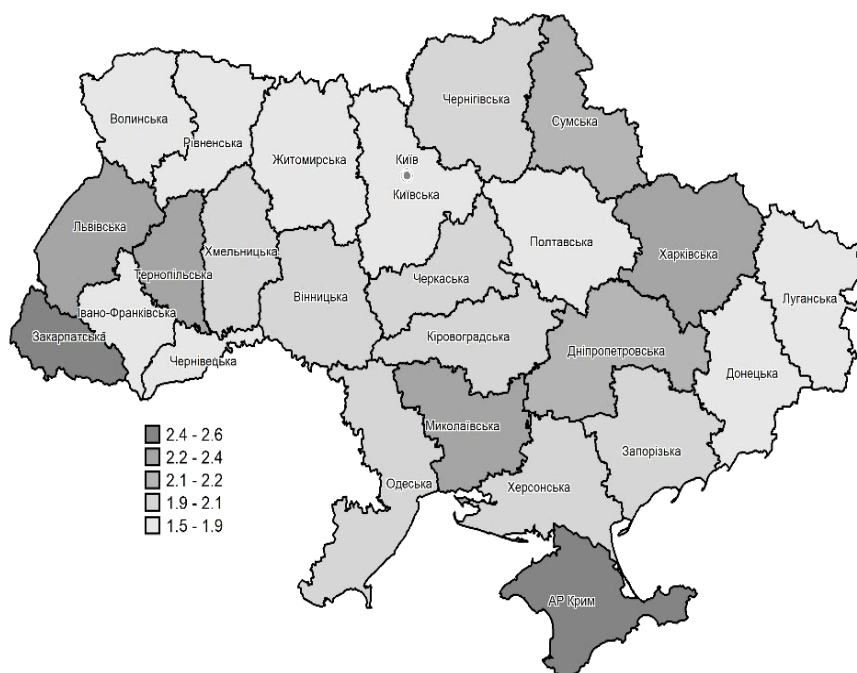 Чернігівська
Волинська
Рівненська
Сумська
Житомирська
Київ
Київська
Львівська
Тернопільська
Хмельницька
Полтавська
Харківська
Черкаська
Вінницька
Луганська
Івано-Франківська
Закарпатська
Чернівецька
Кіровоградська
Дніпропетровська
Донецька
Миколаївська
Запорізька
Одеська
Херсонська
2.4 - 2.6
2.2 - 2.4
2.1 - 2.2
1.9 - 2.1
1.5 - 1.9
АР Крим